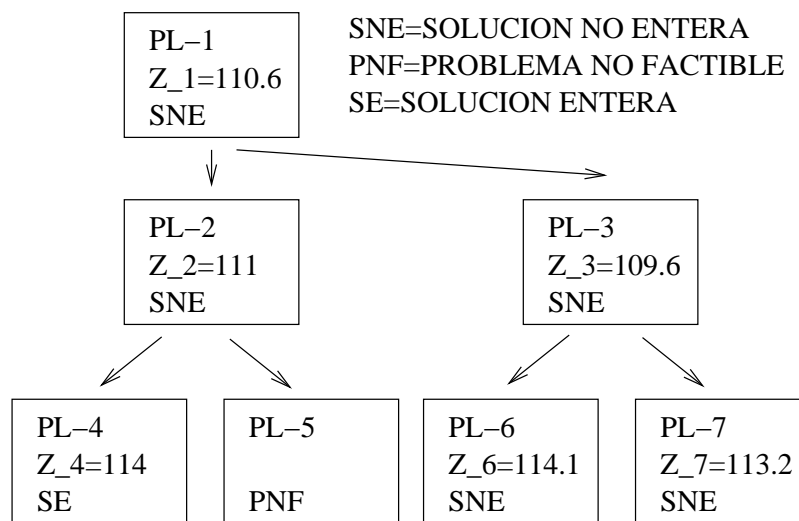 PL−1
Z_1=110.6
SNE
SNE=SOLUCION NO ENTERA
PNF=PROBLEMA NO FACTIBLE
SE=SOLUCION ENTERA
PL−2
Z_2=111
SNE
PL−3
Z_3=109.6
SNE
PL−4
Z_4=114
SE
PL−5
PNF
PL−6
Z_6=114.1
SNE
PL−7
Z_7=113.2
SNE